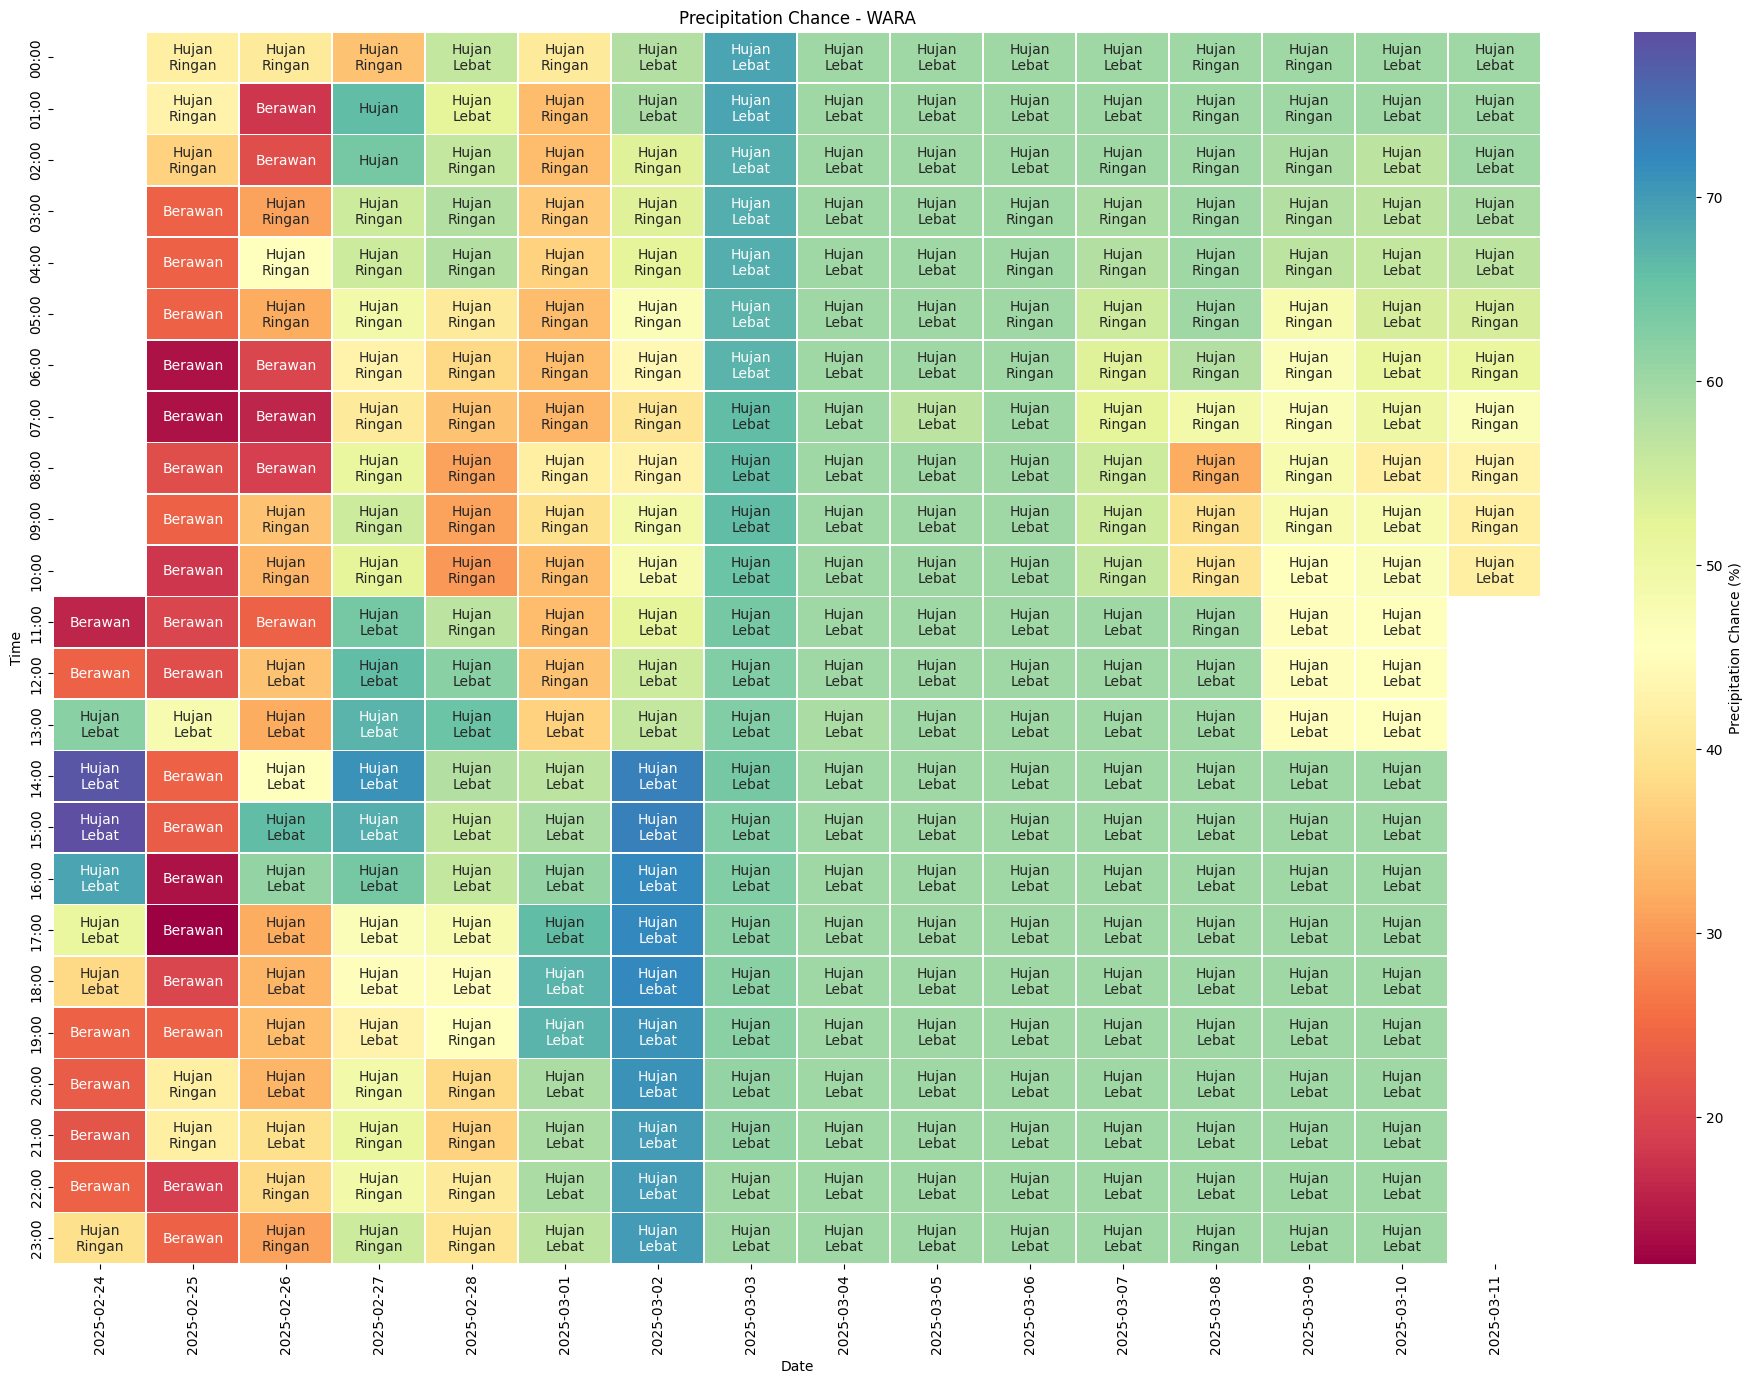 Precipitation Chance - WARA
00:00 Hujan Ringan Hujan Ringan Hujan Ringan Hujan Lebat Hujan Ringan Hujan Lebat Hujan Lebat Hujan Lebat Hujan Lebat Hujan Lebat Hujan Lebat Hujan Ringan Hujan Ringan Hujan Lebat Hujan Lebat
01:00 Hujan Ringan Berawan Hujan Hujan Lebat Hujan Ringan Hujan Lebat Hujan Lebat Hujan Lebat Hujan Lebat Hujan Lebat Hujan Lebat Hujan Ringan Hujan Ringan Hujan Lebat Hujan Lebat
02:00 Hujan Ringan Berawan Hujan Hujan Ringan Hujan Ringan Hujan Ringan Hujan Lebat Hujan Lebat Hujan Lebat Hujan Lebat Hujan Ringan Hujan Ringan Hujan Ringan Hujan Lebat Hujan Lebat
03:00 Berawan Hujan Ringan Hujan Ringan Hujan Ringan Hujan Ringan Hujan Ringan Hujan Lebat Hujan Lebat Hujan Lebat Hujan Ringan Hujan Ringan Hujan Ringan Hujan Ringan Hujan Lebat Hujan Lebat
04:00 Berawan Hujan Ringan Hujan Ringan Hujan Ringan Hujan Ringan Hujan Ringan Hujan Lebat Hujan Lebat Hujan Lebat Hujan Ringan Hujan Ringan Hujan Ringan Hujan Ringan Hujan Lebat Hujan Lebat
05:00 Berawan Hujan Ringan Hujan Ringan Hujan Ringan Hujan Ringan Hujan Ringan Hujan Lebat Hujan Lebat Hujan Lebat Hujan Ringan Hujan Ringan Hujan Ringan Hujan Ringan Hujan Lebat Hujan Ringan
06:00 Berawan Berawan Hujan Ringan Hujan Ringan Hujan Ringan Hujan Ringan Hujan Lebat Hujan Lebat Hujan Lebat Hujan Ringan Hujan Ringan Hujan Ringan Hujan Ringan Hujan Lebat Hujan Ringan
07:00 Berawan Berawan Hujan Ringan Hujan Ringan Hujan Ringan Hujan Ringan Hujan Lebat Hujan Lebat Hujan Lebat Hujan Lebat Hujan Ringan Hujan Ringan Hujan Ringan Hujan Lebat Hujan Ringan
08:00 Berawan Berawan Hujan Ringan Hujan Ringan Hujan Ringan Hujan Ringan Hujan Lebat Hujan Lebat Hujan Lebat Hujan Lebat Hujan Ringan Hujan Ringan Hujan Ringan Hujan Lebat Hujan Ringan
09:00 Berawan Hujan Ringan Hujan Ringan Hujan Ringan Hujan Ringan Hujan Ringan Hujan Lebat Hujan Lebat Hujan Lebat Hujan Lebat Hujan Ringan Hujan Ringan Hujan Ringan Hujan Lebat Hujan Ringan
10:00 Berawan Hujan Ringan Hujan Ringan Hujan Ringan Hujan Ringan Hujan Lebat Hujan Lebat Hujan Lebat Hujan Lebat Hujan Lebat Hujan Ringan Hujan Ringan Hujan Lebat Hujan Lebat Hujan Lebat
11:00 Berawan Berawan Berawan Hujan Lebat Hujan Ringan Hujan Ringan Hujan Lebat Hujan Lebat Hujan Lebat Hujan Lebat Hujan Lebat Hujan Lebat Hujan Ringan Hujan Lebat Hujan Lebat
12:00 Berawan Berawan Hujan Lebat Hujan Lebat Hujan Lebat Hujan Ringan Hujan Lebat Hujan Lebat Hujan Lebat Hujan Lebat Hujan Lebat Hujan Lebat Hujan Lebat Hujan Lebat Hujan Lebat
13:00 Hujan Lebat Hujan Lebat Hujan Lebat Hujan Lebat Hujan Lebat Hujan Lebat Hujan Lebat Hujan Lebat Hujan Lebat Hujan Lebat Hujan Lebat Hujan Lebat Hujan Lebat Hujan Lebat Hujan Lebat
14:00 Hujan Lebat Berawan Hujan Lebat Hujan Lebat Hujan Lebat Hujan Lebat Hujan Lebat Hujan Lebat Hujan Lebat Hujan Lebat Hujan Lebat Hujan Lebat Hujan Lebat Hujan Lebat Hujan Lebat
15:00 Hujan Lebat Berawan Hujan Lebat Hujan Lebat Hujan Lebat Hujan Lebat Hujan Lebat Hujan Lebat Hujan Lebat Hujan Lebat Hujan Lebat Hujan Lebat Hujan Lebat Hujan Lebat Hujan Lebat
16:00 Hujan Lebat Berawan Hujan Lebat Hujan Lebat Hujan Lebat Hujan Lebat Hujan Lebat Hujan Lebat Hujan Lebat Hujan Lebat Hujan Lebat Hujan Lebat Hujan Lebat Hujan Lebat Hujan Lebat
17:00 Hujan Lebat Berawan Hujan Lebat Hujan Lebat Hujan Lebat Hujan Lebat Hujan Lebat Hujan Lebat Hujan Lebat Hujan Lebat Hujan Lebat Hujan Lebat Hujan Lebat Hujan Lebat Hujan Lebat
18:00 Hujan Lebat Berawan Hujan Lebat Hujan Lebat Hujan Lebat Hujan Lebat Hujan Lebat Hujan Lebat Hujan Lebat Hujan Lebat Hujan Lebat Hujan Lebat Hujan Lebat Hujan Lebat Hujan Lebat
19:00 Berawan Berawan Hujan Lebat Hujan Lebat Hujan Ringan Hujan Lebat Hujan Lebat Hujan Lebat Hujan Lebat Hujan Lebat Hujan Lebat Hujan Lebat Hujan Lebat Hujan Lebat Hujan Lebat
20:00 Berawan Hujan Ringan Hujan Lebat Hujan Ringan Hujan Ringan Hujan Lebat Hujan Lebat Hujan Lebat Hujan Lebat Hujan Lebat Hujan Lebat Hujan Lebat Hujan Lebat Hujan Lebat Hujan Lebat
21:00 Berawan Hujan Ringan Hujan Lebat Hujan Ringan Hujan Ringan Hujan Lebat Hujan Lebat Hujan Lebat Hujan Lebat Hujan Lebat Hujan Lebat Hujan Lebat Hujan Lebat Hujan Lebat Hujan Lebat
22:00 Berawan Berawan Hujan Ringan Hujan Ringan Hujan Ringan Hujan Lebat Hujan Lebat Hujan Lebat Hujan Lebat Hujan Lebat Hujan Lebat Hujan Lebat Hujan Lebat Hujan Lebat Hujan Lebat
23:00 Hujan Ringan Berawan Hujan Ringan Hujan Ringan Hujan Ringan Hujan Lebat Hujan Lebat Hujan Lebat Hujan Lebat Hujan Lebat Hujan Lebat Hujan Lebat Hujan Ringan Hujan Lebat Hujan Lebat
Time
2025-02-24 2025-02-25 2025-02-26 2025-02-27 2025-02-28 2025-03-01 2025-03-02 2025-03-03 2025-03-04 2025-03-05 2025-03-06 2025-03-07 2025-03-08 2025-03-09 2025-03-10 2025-03-11
Date
70
60
50
40
30
20
Precipitation Chance (%)